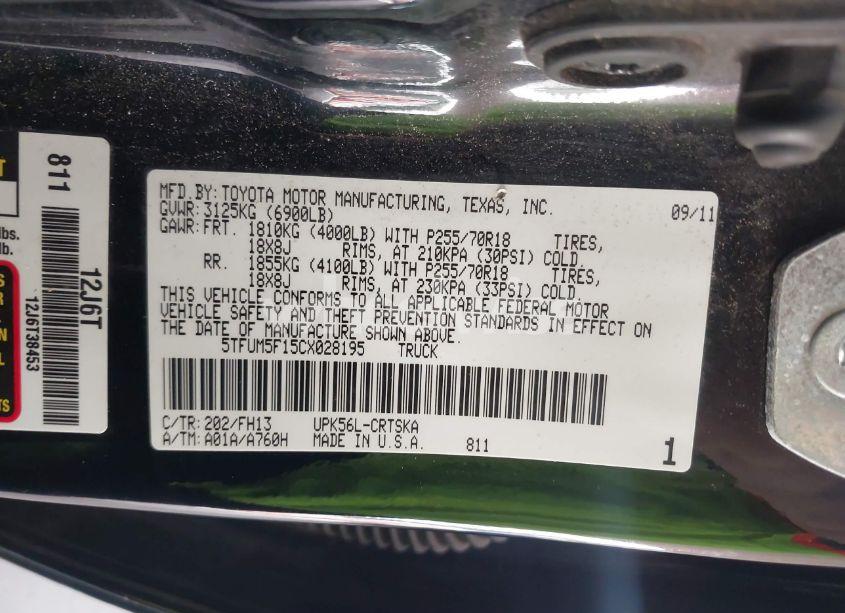 MFD.BY:TOYOTA MOTOR MANUFACTURING, TEXAS, INC. 09/11
GVWR:3125KG (6900LB)
GAWR:FRT. 1810KG (4000LB) WITH P255/70R18 TIRES,
18X8J RIMS, AT 210KPA (30PSI) COLD
RR. 1855KG (4100LB) WITH P255/70R18 TIRES,
18X8J RIMS, AT 230KPA (33PSI) COLD
THIS VEHICLE CONFORMS TO ALL APPLICABLE FEDERAL MOTOR
VEHICLE SAFETY AND THEFT PREVENTION STANDARDS IN EFFECT ON
THE DATE OF MANUFACTURE SHOWN ABOVE.
5TFUM5F15CX028195 TRUCK
C/TR:202/FH13 UPK56L-CRTSKA
A/TM:A01A/A760H MADE IN U.S.A. 811
1
811
12J6T
12J6T38453
lbs.
lb.